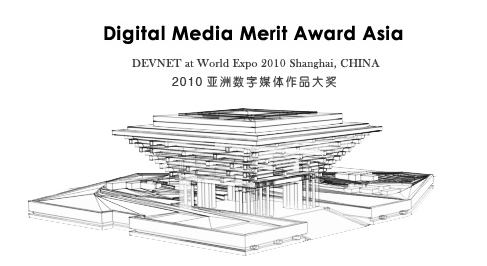 Digital Media Merit Award Asia
DEVNET at World Expo 2010 Shanghai, CHINA
2010 亚洲数字媒体作品大奖